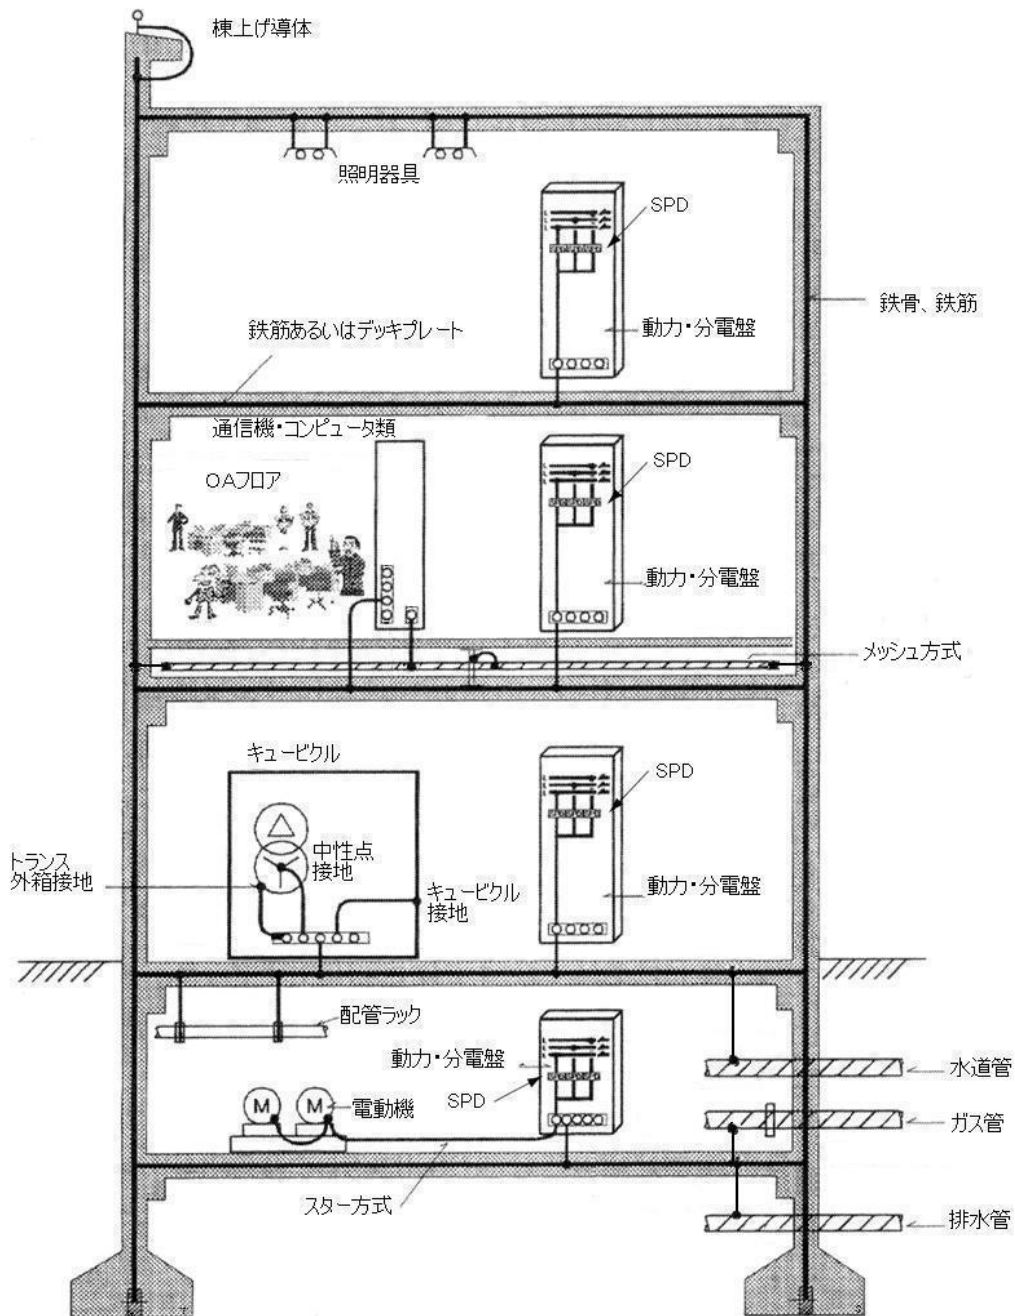 棟上げ導体
照明器具
SPD
鉄骨、鉄筋
動力・分電盤
鉄筋あるいはデッキプレート
通信機・コンピュータ類
OAフロア
SPD
動力・分電盤
メッシュ方式
キュービクル
SPD
中性点
接地
トランス
外箱接地
キュービクル
接地
動力・分電盤
配管ラック
動力・分電盤
SPD
M
M
電動機
水道管
ガス管
スター方式
排水管